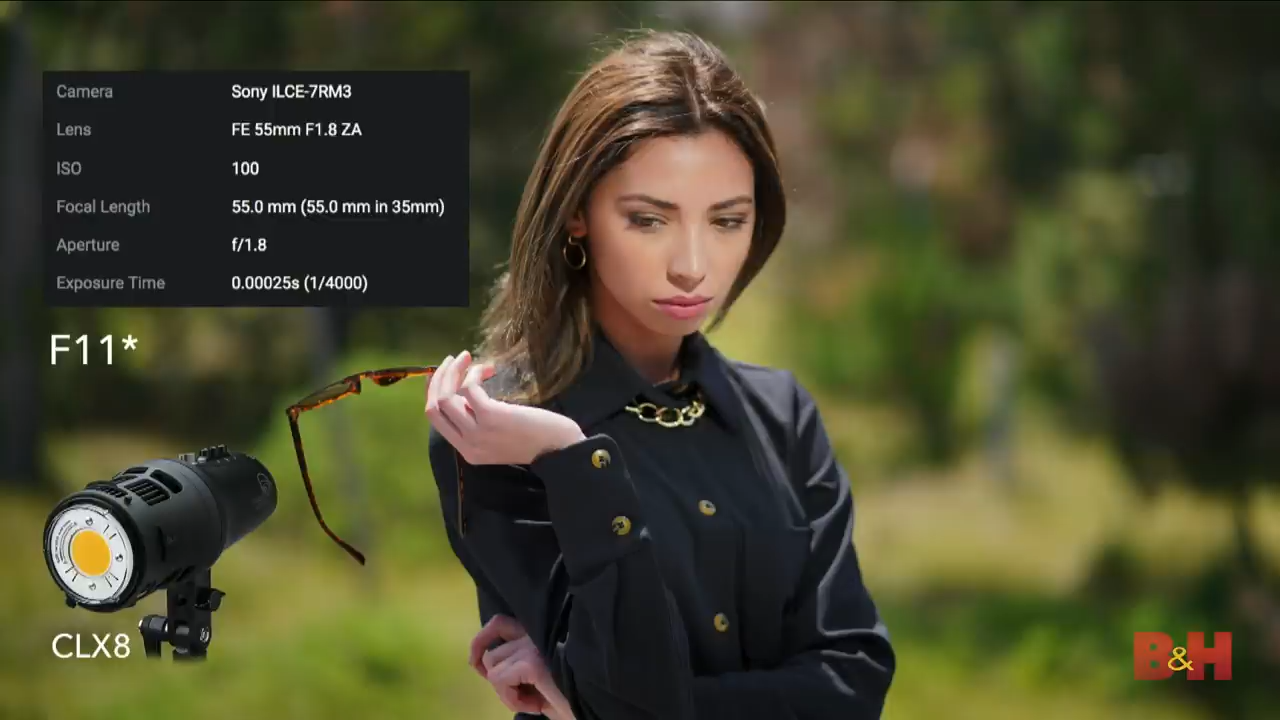 Camera Sony ILCE-7RM3
Lens FE 55mm F1.8 ZA
ISO 100
Focal Length 55.0 mm (55.0 mm in 35mm)
Aperture f/1.8
Exposure Time 0.00025s (1/4000)
F11*
CLX8
B&H